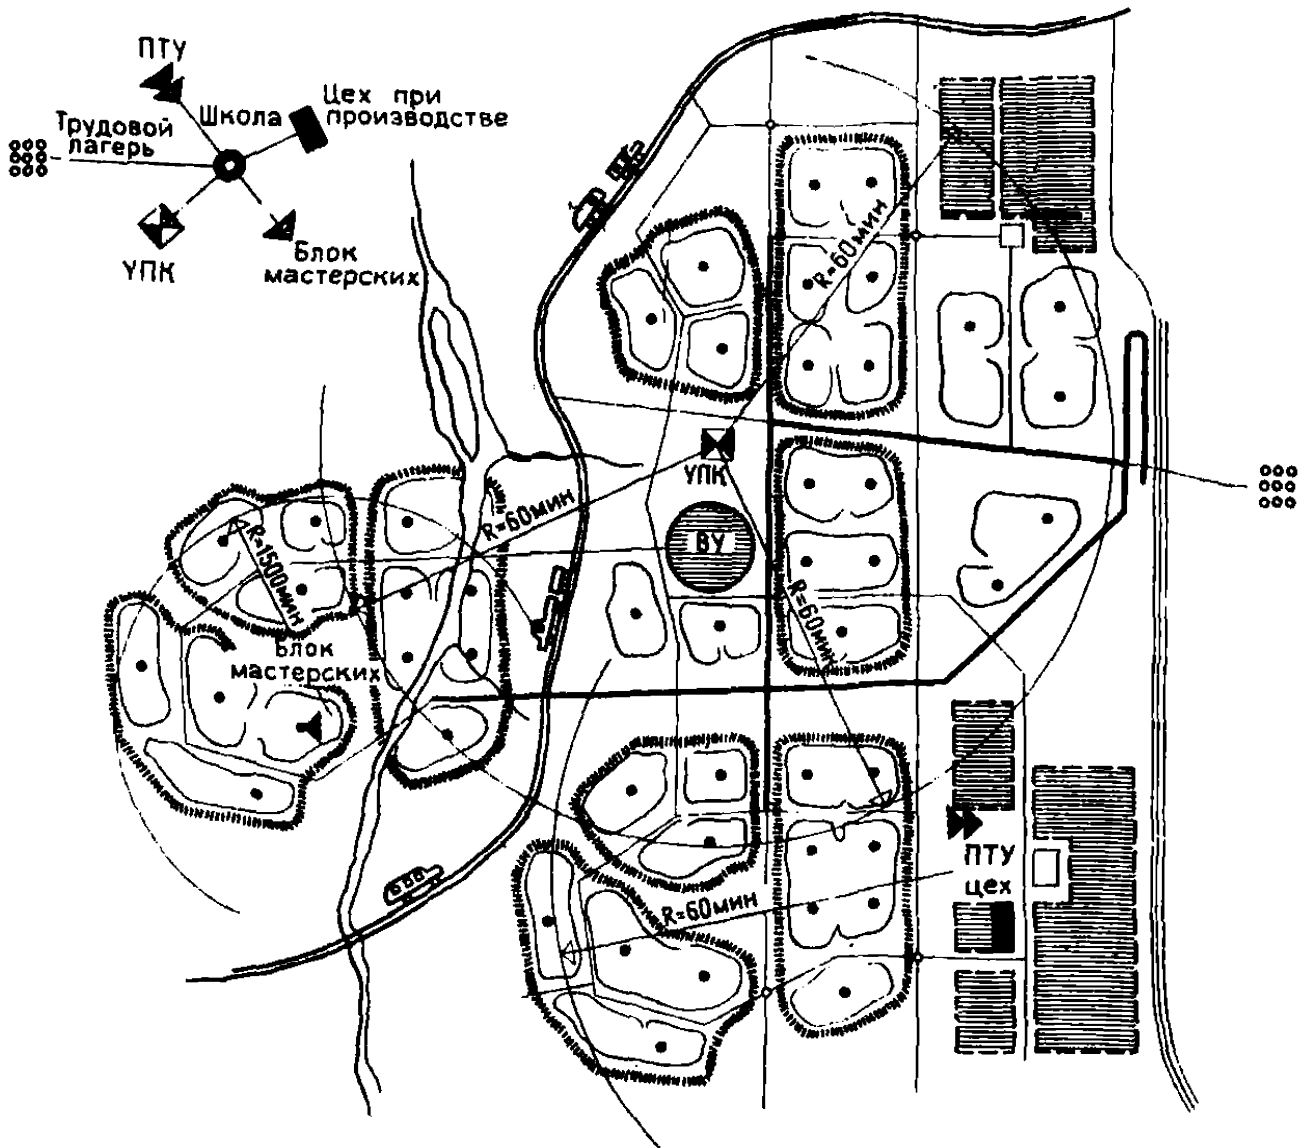 ПТУ
Цех при
производстве
Школа
Трудовой
лагерь
УПК
Блок
мастерских
R=60мин
УПК
R=60мин
ВУ
R=1500мин
R=60мин
Блок
мастерских
ПТУ
цех
R=60мин